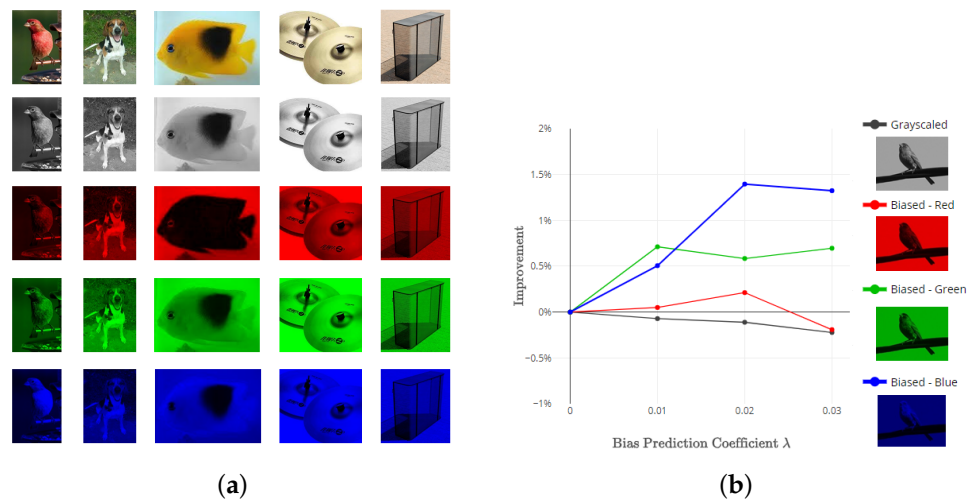 2%
1.5%
1%
0.5%
0%
−0.5%
−1%
0
0.01
0.02
0.03
Improvement
Bias Prediction Coefficient λ
Grayscaled
Biased - Red
Biased - Green
Biased - Blue
(a)
(b)